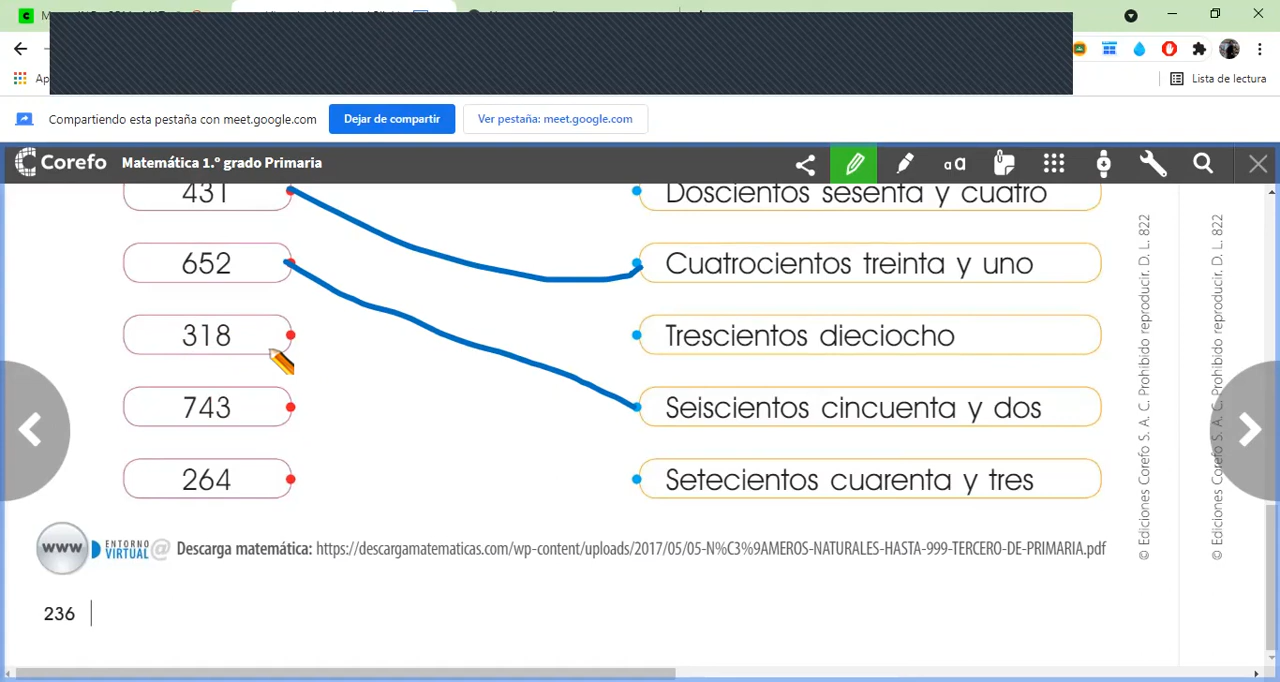 Lista de lectura
Compartiendo esta pestaña con meet.google.com
Dejar de compartir
Ver pestaña: meet.google.com
Corefo
Matemática 1.º grado Primaria
aa
431
Doscientos sesenta y cuatro
652
Cuatrocientos treinta y uno
318
Trescientos dieciocho
743
Seiscientos cincuenta y dos
264
Setecientos cuarenta y tres
© Ediciones Corefo S. A. C. Prohibido reproducir. D. L. 822
© Ediciones Corefo S. A. C. Prohibido reproducir. D. L. 822
www
ENTORNO
VIRTUAL @
Descarga matemática: https://descargamatematicas.com/wp-content/uploads/2017/05/05-N%C3%9AMEROS-NATURALES-HASTA-999-TERCERO-DE-PRIMARIA.pdf
236